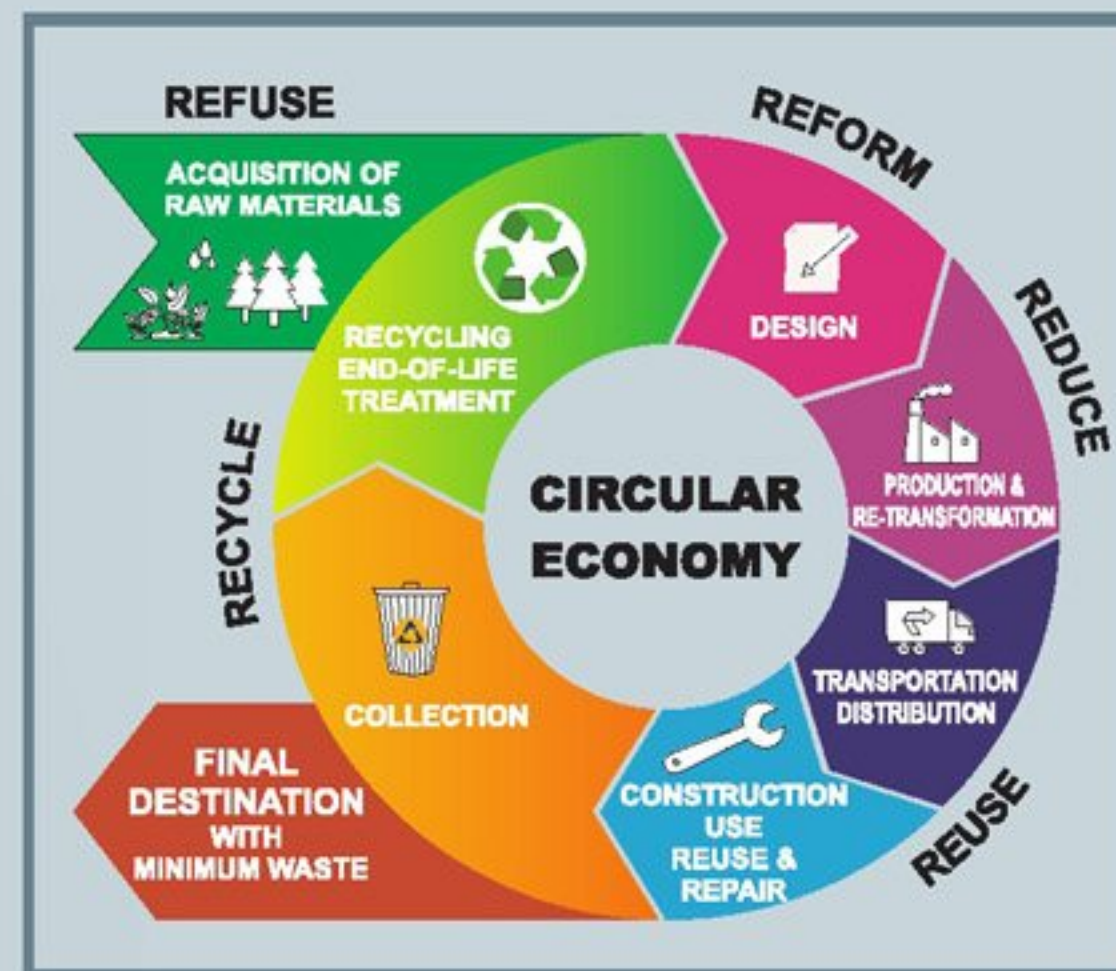 REFUSE
ACQUISITION OF
RAW MATERIALS
REFORM
DESIGN
REDUCE
PRODUCTION &
RE-TRANSFORMATION
TRANSPORTATION
DISTRIBUTION
REUSE
CONSTRUCTION
USE
REUSE &
REPAIR
COLLECTION
RECYCLE
RECYCLING
END-OF-LIFE
TREATMENT
FINAL
DESTINATION
WITH
MINIMUM WASTE
CIRCULAR
ECONOMY